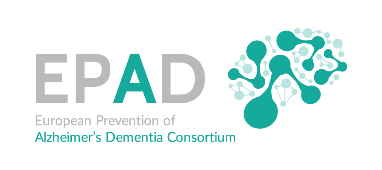 EPAD
European Prevention of
Alzheimer's Dementia Consortium